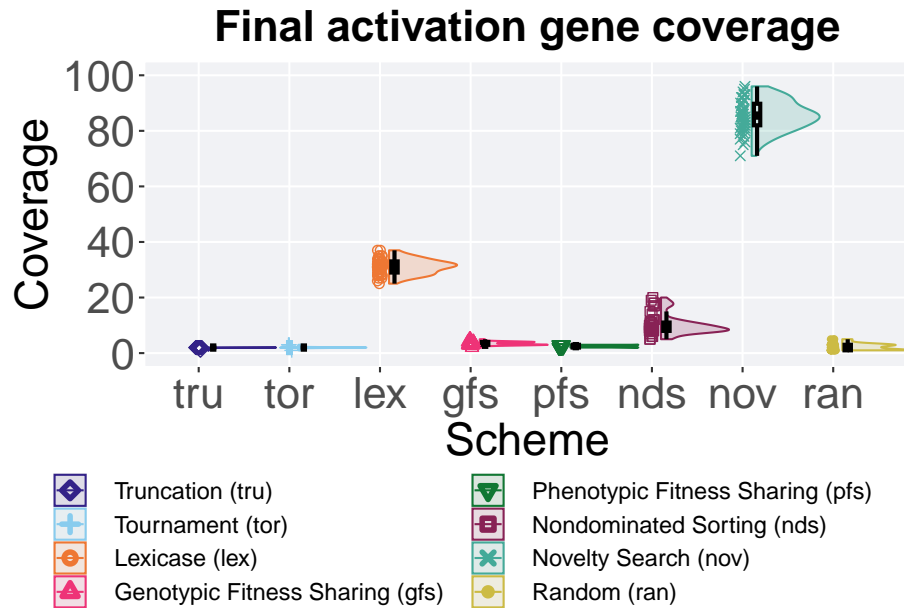 Final activation gene coverage
Coverage
100
80
60
40
20
0
tru tor lex gfs pfs nds nov ran
Scheme
Truncation (tru)
Tournament (tor)
Lexicase (lex)
Genotypic Fitness Sharing (gfs)
Phenotypic Fitness Sharing (pfs)
Nondominated Sorting (nds)
Novelty Search (nov)
Random (ran)